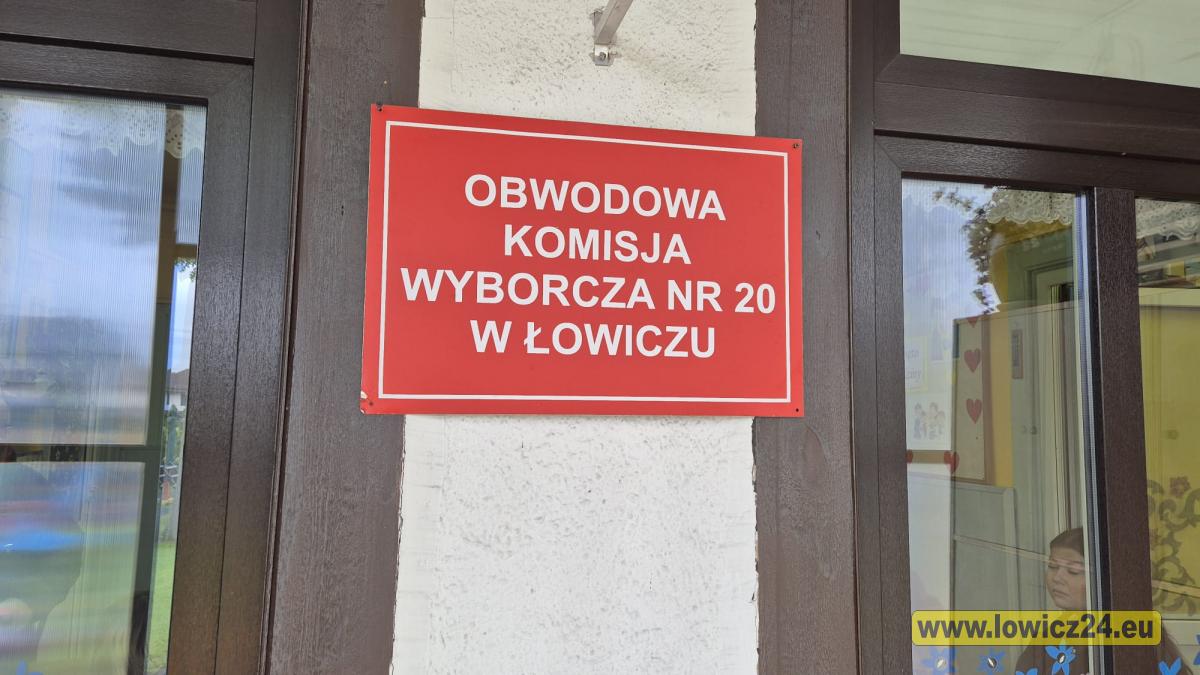 OBWODOWA
KOMISJA
WYBORCZA NR 20
W ŁOWICZU
www.lowicz24.eu